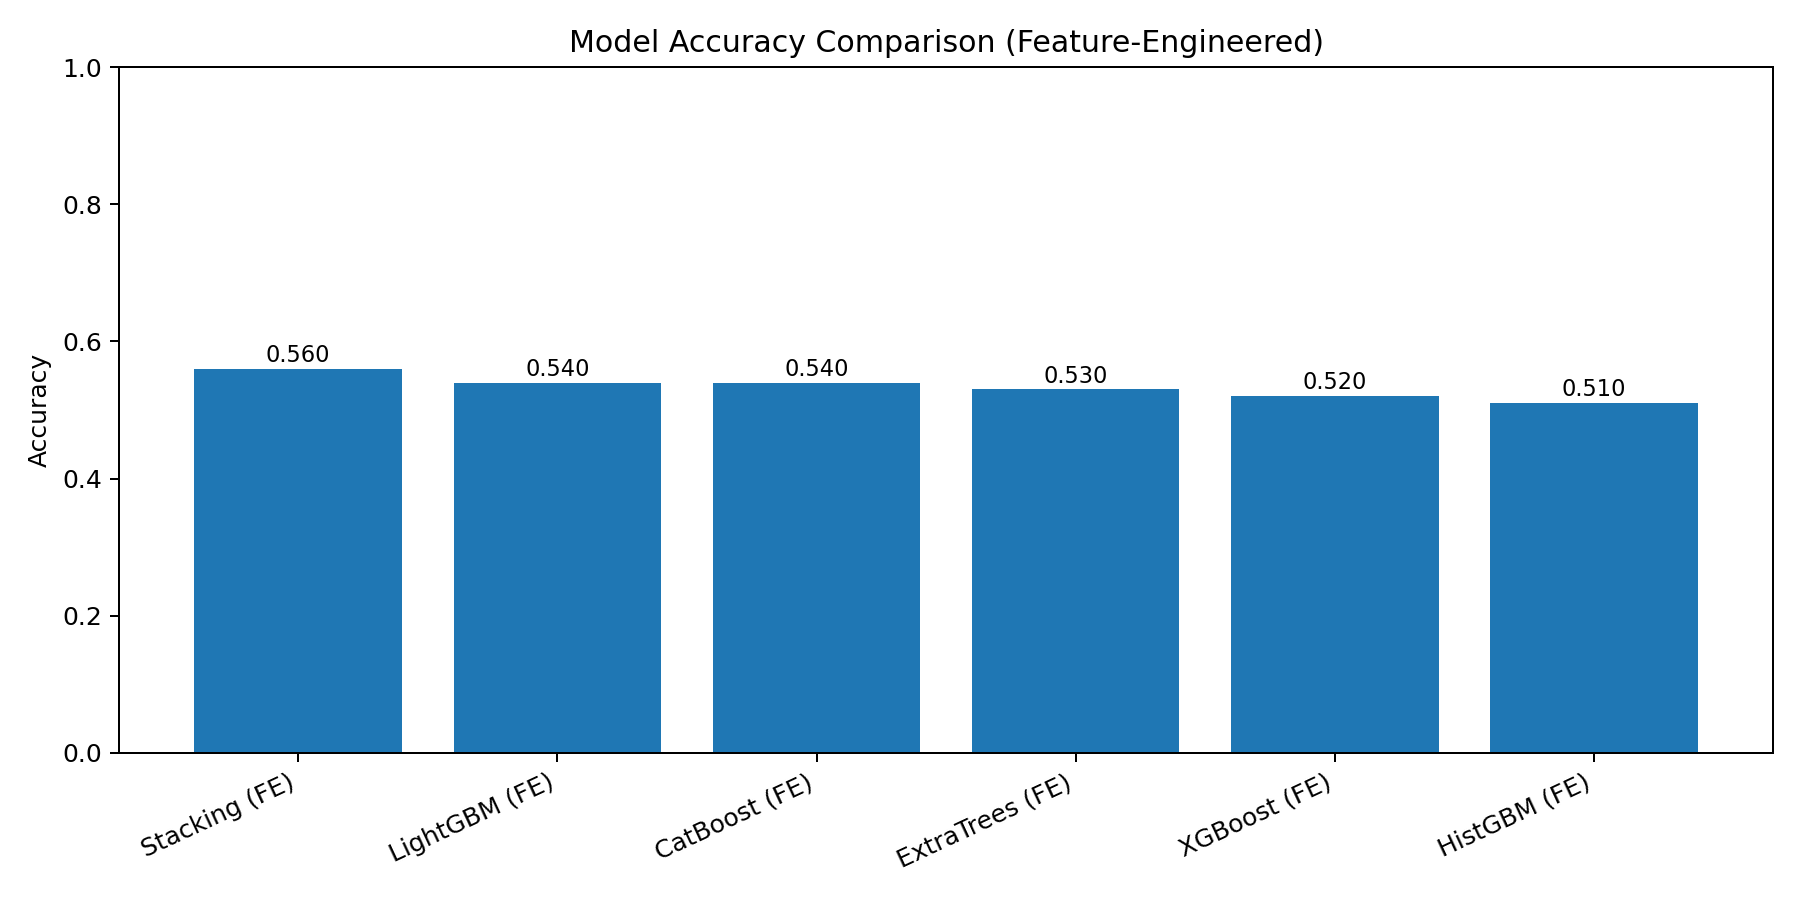 Model Accuracy Comparison (Feature-Engineered)
1.0
0.8
0.6
0.4
0.2
0.0
Accuracy
0.560
0.540
0.540
0.530
0.520
0.510
Stacking (FE)
LightGBM (FE)
CatBoost (FE)
ExtraTrees (FE)
XGBoost (FE)
HistGBM (FE)